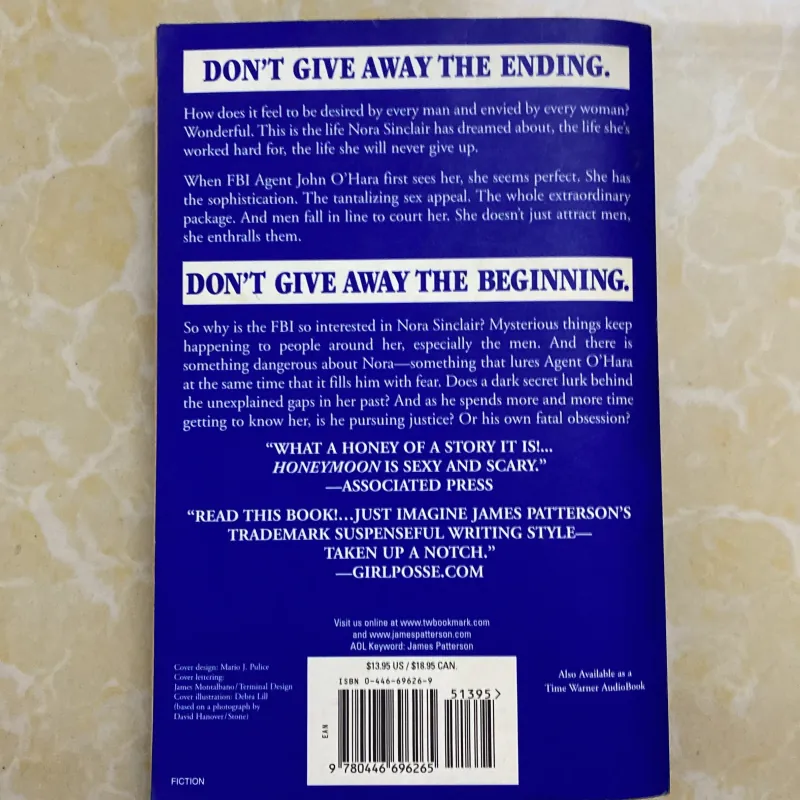 DON'T GIVE AWAY THE ENDING.
How does it feel to be desired by every man and envied by every woman?
Wonderful. This is the life Nora Sinclair has dreamed about, the life she's
worked hard for, the life she will never give up.
When FBI Agent John O'Hara first sees her, she seems perfect. She has
the sophistication. The tantalizing sex appeal. The whole extraordinary
package. And men fall in line to court her. She doesn't just attract men,
she enthralls them.
DON'T GIVE AWAY THE BEGINNING.
So why is the FBI so interested in Nora Sinclair? Mysterious things keep
happening to people around her, especially the men. And there is
something dangerous about Nora—something that lures Agent O'Hara
at the same time that it fills him with fear. Does a dark secret lurk behind
the unexplained gaps in her past? And as he spends more and more time
getting to know her, is he pursuing justice? Or his own fatal obsession?
"WHAT A HONEY OF A STORY IT IS!...
HONEYMOON IS SEXY AND SCARY."
—ASSOCIATED PRESS
"READ THIS BOOK!...JUST IMAGINE JAMES PATTERSON'S
TRADEMARK SUSPENSEFUL WRITING STYLE—
TAKEN UP A NOTCH."
—GIRLPOSSE.COM
Visit us online at www.twbookmark.com
and www.jamespatterson.com
AOL Keyword: James Patterson
Cover design: Mario J. Pulice
Cover lettering:
James Montalbano/Terminal Design
Cover illustration: Debra Lill
(based on a photograph by
David Hanover/Stone)
$13.95 US / $18.95 CAN.
ISBN 0-446-69626-9
51395>
EAN
9 780446 696265
Also Available as a
Time Warner AudioBook
FICTION